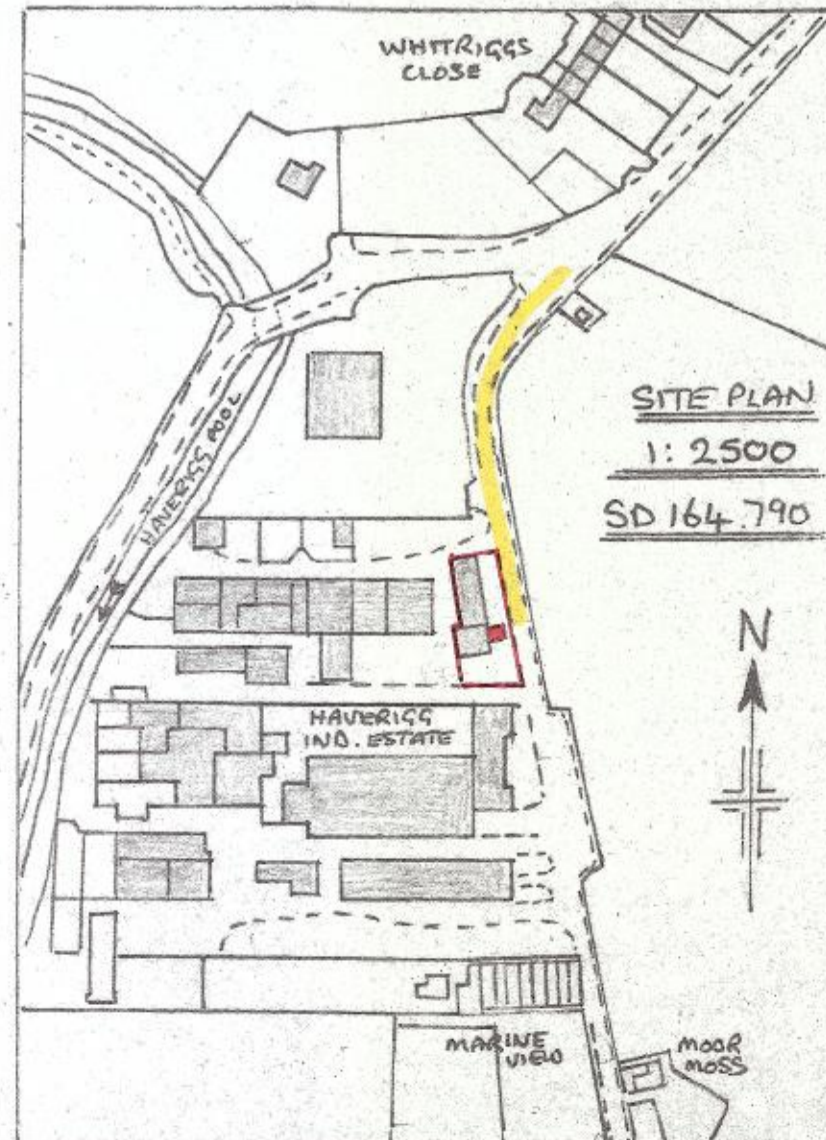 WHITRIGGS
CLOSE
HAVERIGG POOL
SITE PLAN
1: 2500
SD 164.790
N
HAVERIGG
IND. ESTATE
MARINE
VIEW
MOOR
MOSS